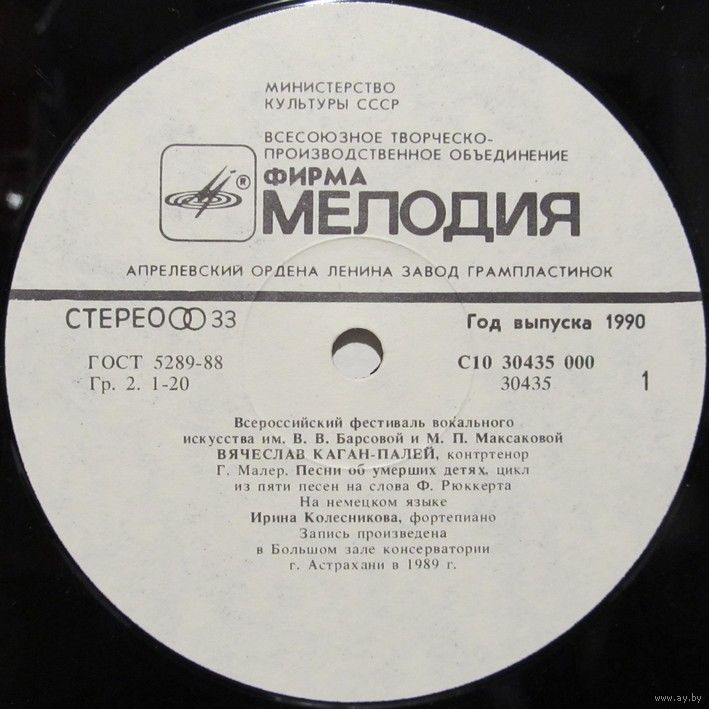 МИНИСТЕРСТВО
КУЛЬТУРЫ СССР
ВСЕСОЮЗНОЕ ТВОРЧЕСКО-
ПРОИЗВОДСТВЕННОЕ ОБЪЕДИНЕНИЕ
®
ФИРМА
МЕЛОДИЯ
АПРЕЛЕВСКИЙ ОРДЕНА ЛЕНИНА ЗАВОД ГРАМПЛАСТИНОК
СТЕРЕО 33
Год выпуска 1990
ГОСТ 5289-88
Гр. 2. 1-20
С10 30435 000
30435
1
Всероссийский фестиваль вокального
искусства им. В. В. Барсовой и М. П. Максаковой
ВЯЧЕСЛАВ КАГАН-ПАЛЕЙ, контртенор
Г. Малер. Песни об умерших детях, цикл
из пяти песен на слова Ф. Рюккерта
На немецком языке
Ирина Колесникова, фортепиано
Запись произведена
в Большом зале консерватории
г. Астрахани в 1989 г.
www.ay.by